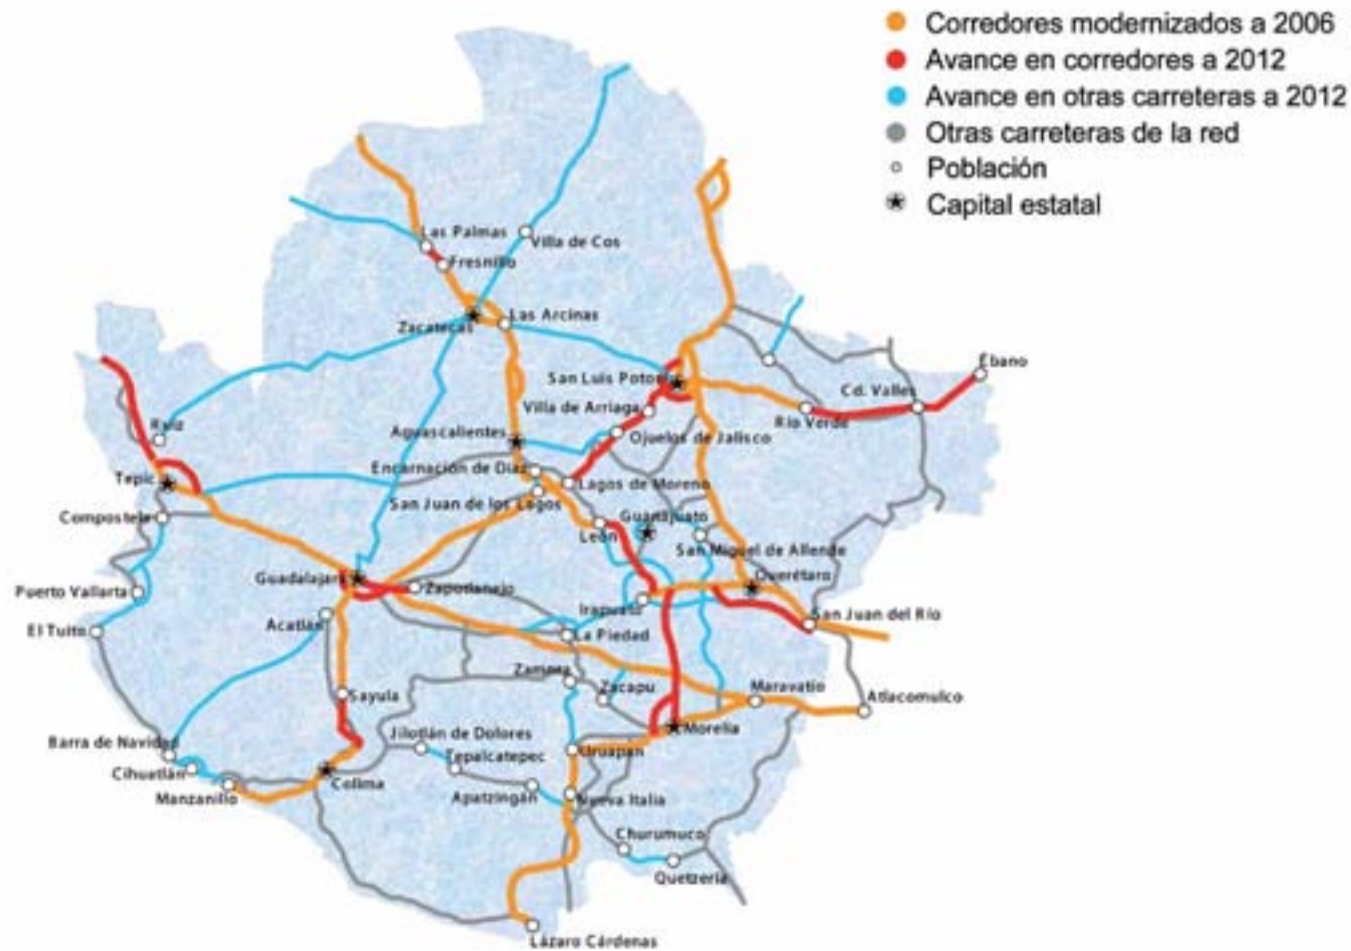 Corredores modernizados a 2006
Avance en corredores a 2012
Avance en otras carreteras a 2012
Otras carreteras de la red
Población
Capital estatal
Las Palmas
Villa de Cos
Fresnillo
Las Arcinas
Zacatecas
Ebano
San Luis Potosí
Cd. Valles
Villa de Arriaga
Rio Verde
Ruiz
Aguascalientes
Ojuelos de Jalisco
Encarnación de Diaz
Tepic
Lagos de Moreno
San Juan de los Lagos
Compostela
Guanajuato
León
San Miguel de Allende
Guadalajara
Querétaro
Puerto Vallarta
Zapotlanejo
Irapuato
San Juan del Río
Acatlán
El Tuito
La Piedad
Zamora
Zacapu
Maravatio
Sayula
Atlacomulco
Morelia
Jilotlán de Dolores
Barra de Navidad
Tepalcatepec
Uruapan
Cihuatlán
Colima
Manzanillo
Apatzingán
Nueva Italia
Churumuco
Quetzeria
Lázaro Cárdenas